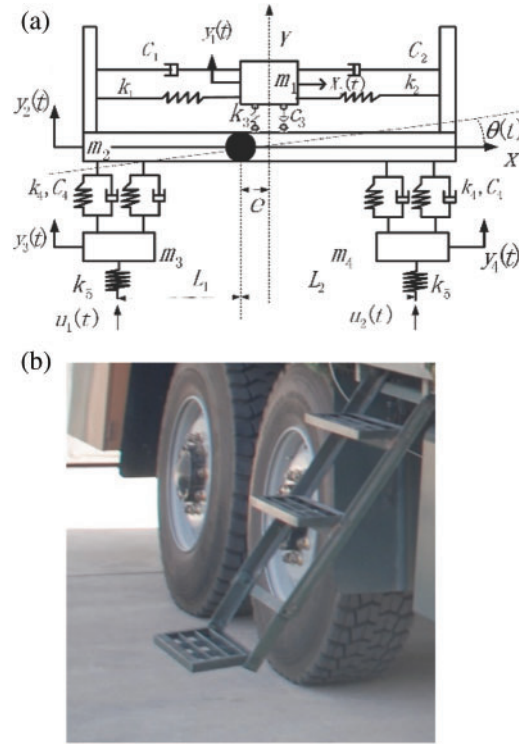 (a)
C₁
y₁(t)
Y
C₂
m₁
k₁
k₂
k₃
c₃
y₂(t)
m₂
θ(t)
X
e
k₄, C₄
k₄, C₄
y₃(t)
m₃
m₄
y₄(t)
k₅
L₁
L₂
k₅
u₁(t)
u₂(t)
(b)